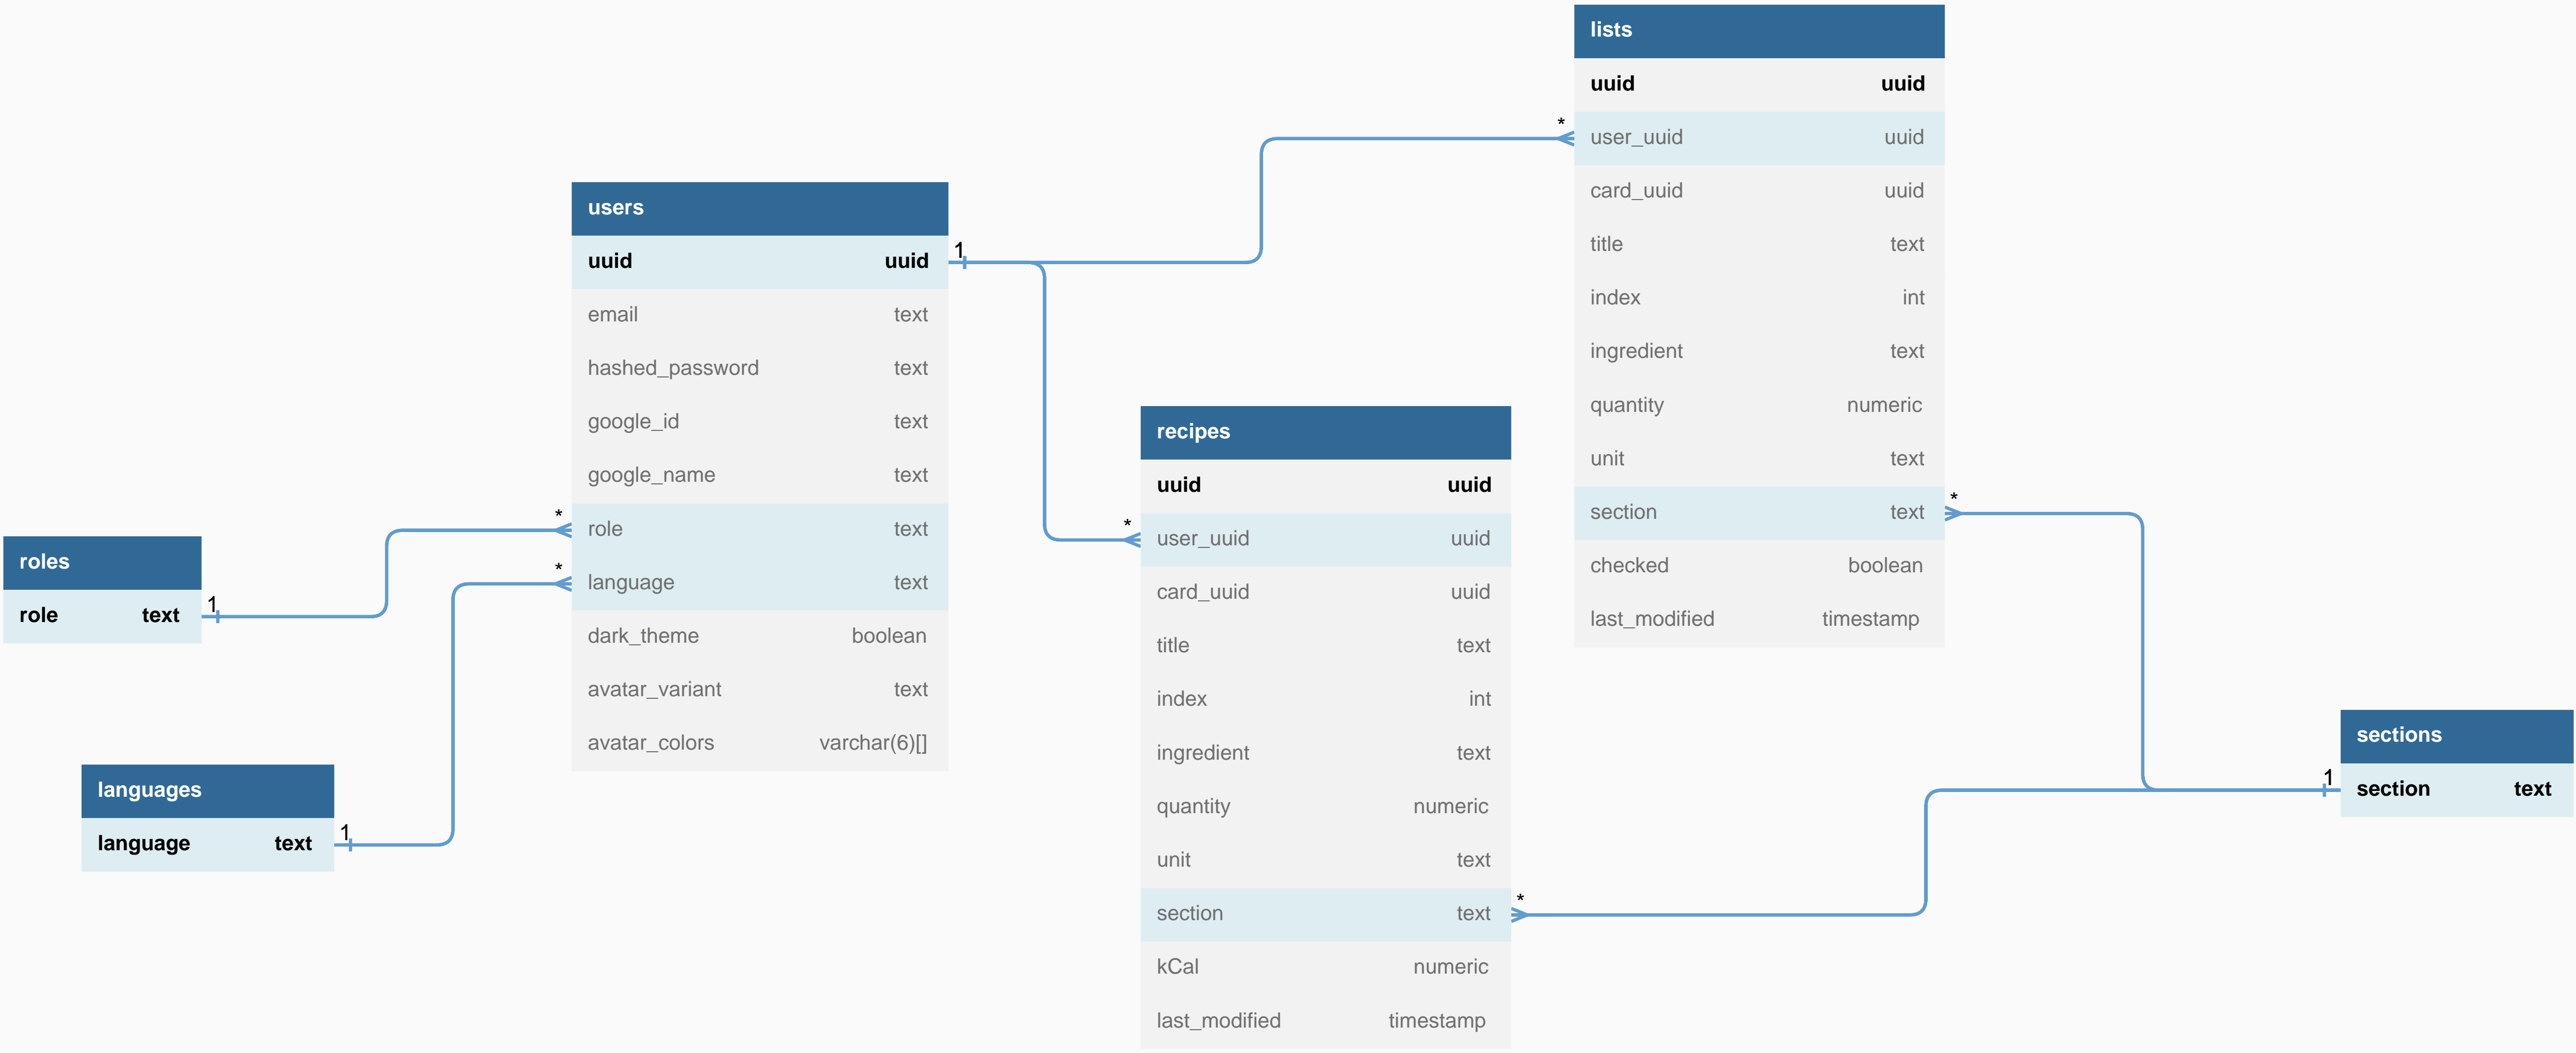 lists
uuid uuid
* user_uuid uuid
card_uuid uuid
title text
index int
ingredient text
quantity numeric
unit text
section text *
checked boolean
last_modified timestamp
users
uuid uuid 1
email text
hashed_password text
google_id text
google_name text
* role text
* language text
dark_theme boolean
avatar_variant text
avatar_colors varchar(6)[]
recipes
uuid uuid
* user_uuid uuid
card_uuid uuid
title text
index int
ingredient text
quantity numeric
unit text
section text *
kCal numeric
last_modified timestamp
roles
role text 1
languages
language text 1
sections
1 section text